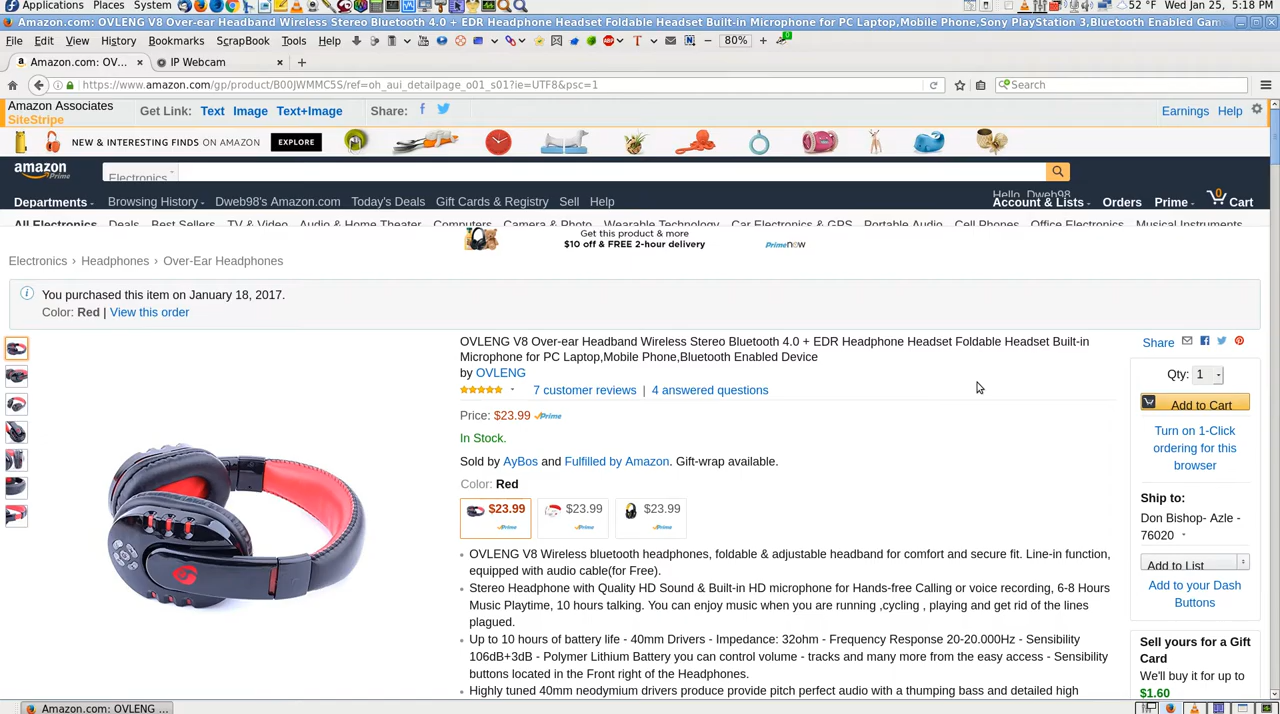 Applications Places System 52 °F Wed Jan 25, 5:18 PM
Amazon.com: OVLENG V8 Over-ear Headband Wireless Stereo Bluetooth 4.0 + EDR Headphone Headset Foldable Headset Built-in Microphone for PC Laptop,Mobile Phone,Sony PlayStation 3,Bluetooth Enabled Gam
File Edit View History Bookmarks ScrapBook Tools Help 80%
Amazon.com: OV... × IP Webcam ×
https://www.amazon.com/gp/product/B00JWMMC5S/ref=oh_aui_detailpage_o01_s01?ie=UTF8&psc=1 Search
Amazon Associates
SiteStripe
Get Link: Text Image Text+Image Share: Earnings Help
NEW & INTERESTING FINDS ON AMAZON EXPLORE
amazon Prime
Electronics
Departments Browsing History Dweb98's Amazon.com Today's Deals Gift Cards & Registry Sell Help
Hello, Dweb98
Account & Lists Orders Prime 0 Cart
All Electronics Deals Best Sellers TV & Video Audio & Home Theater Computers Camera & Photo Wearable Technology Car Electronics & GPS Portable Audio Cell Phones Office Electronics Musical Instruments
Get this product & more
$10 off & FREE 2-hour delivery
PrimeNOW
Electronics › Headphones › Over-Ear Headphones
You purchased this item on January 18, 2017.
Color: Red | View this order
OVLENG V8 Over-ear Headband Wireless Stereo Bluetooth 4.0 + EDR Headphone Headset Foldable Headset Built-in
Microphone for PC Laptop,Mobile Phone,Bluetooth Enabled Device
by OVLENG
7 customer reviews | 4 answered questions
Price: $23.99 Prime
In Stock.
Sold by AyBos and Fulfilled by Amazon. Gift-wrap available.
Color: Red
$23.99 $23.99 $23.99
Prime Prime Prime
• OVLENG V8 Wireless bluetooth headphones, foldable & adjustable headband for comfort and secure fit. Line-in function,
equipped with audio cable(for Free).
• Stereo Headphone with Quality HD Sound & Built-in HD microphone for Hands-free Calling or voice recording, 6-8 Hours
Music Playtime, 10 hours talking. You can enjoy music when you are running ,cycling , playing and get rid of the lines
plagued.
• Up to 10 hours of battery life - 40mm Drivers - Impedance: 32ohm - Frequency Response 20-20.000Hz - Sensibility
106dB+3dB - Polymer Lithium Battery you can control volume - tracks and many more from the easy access - Sensibility
buttons located in the Front right of the Headphones.
• Highly tuned 40mm neodymium drivers produce provide pitch perfect audio with a thumping bass and detailed high
Share
Qty: 1
Add to Cart
Turn on 1-Click
ordering for this
browser
Ship to:
Don Bishop- Azle -
76020
Add to List
Add to your Dash
Buttons
Sell yours for a Gift
Card
We'll buy it for up to
$1.60
Amazon.com: OVLENG ...